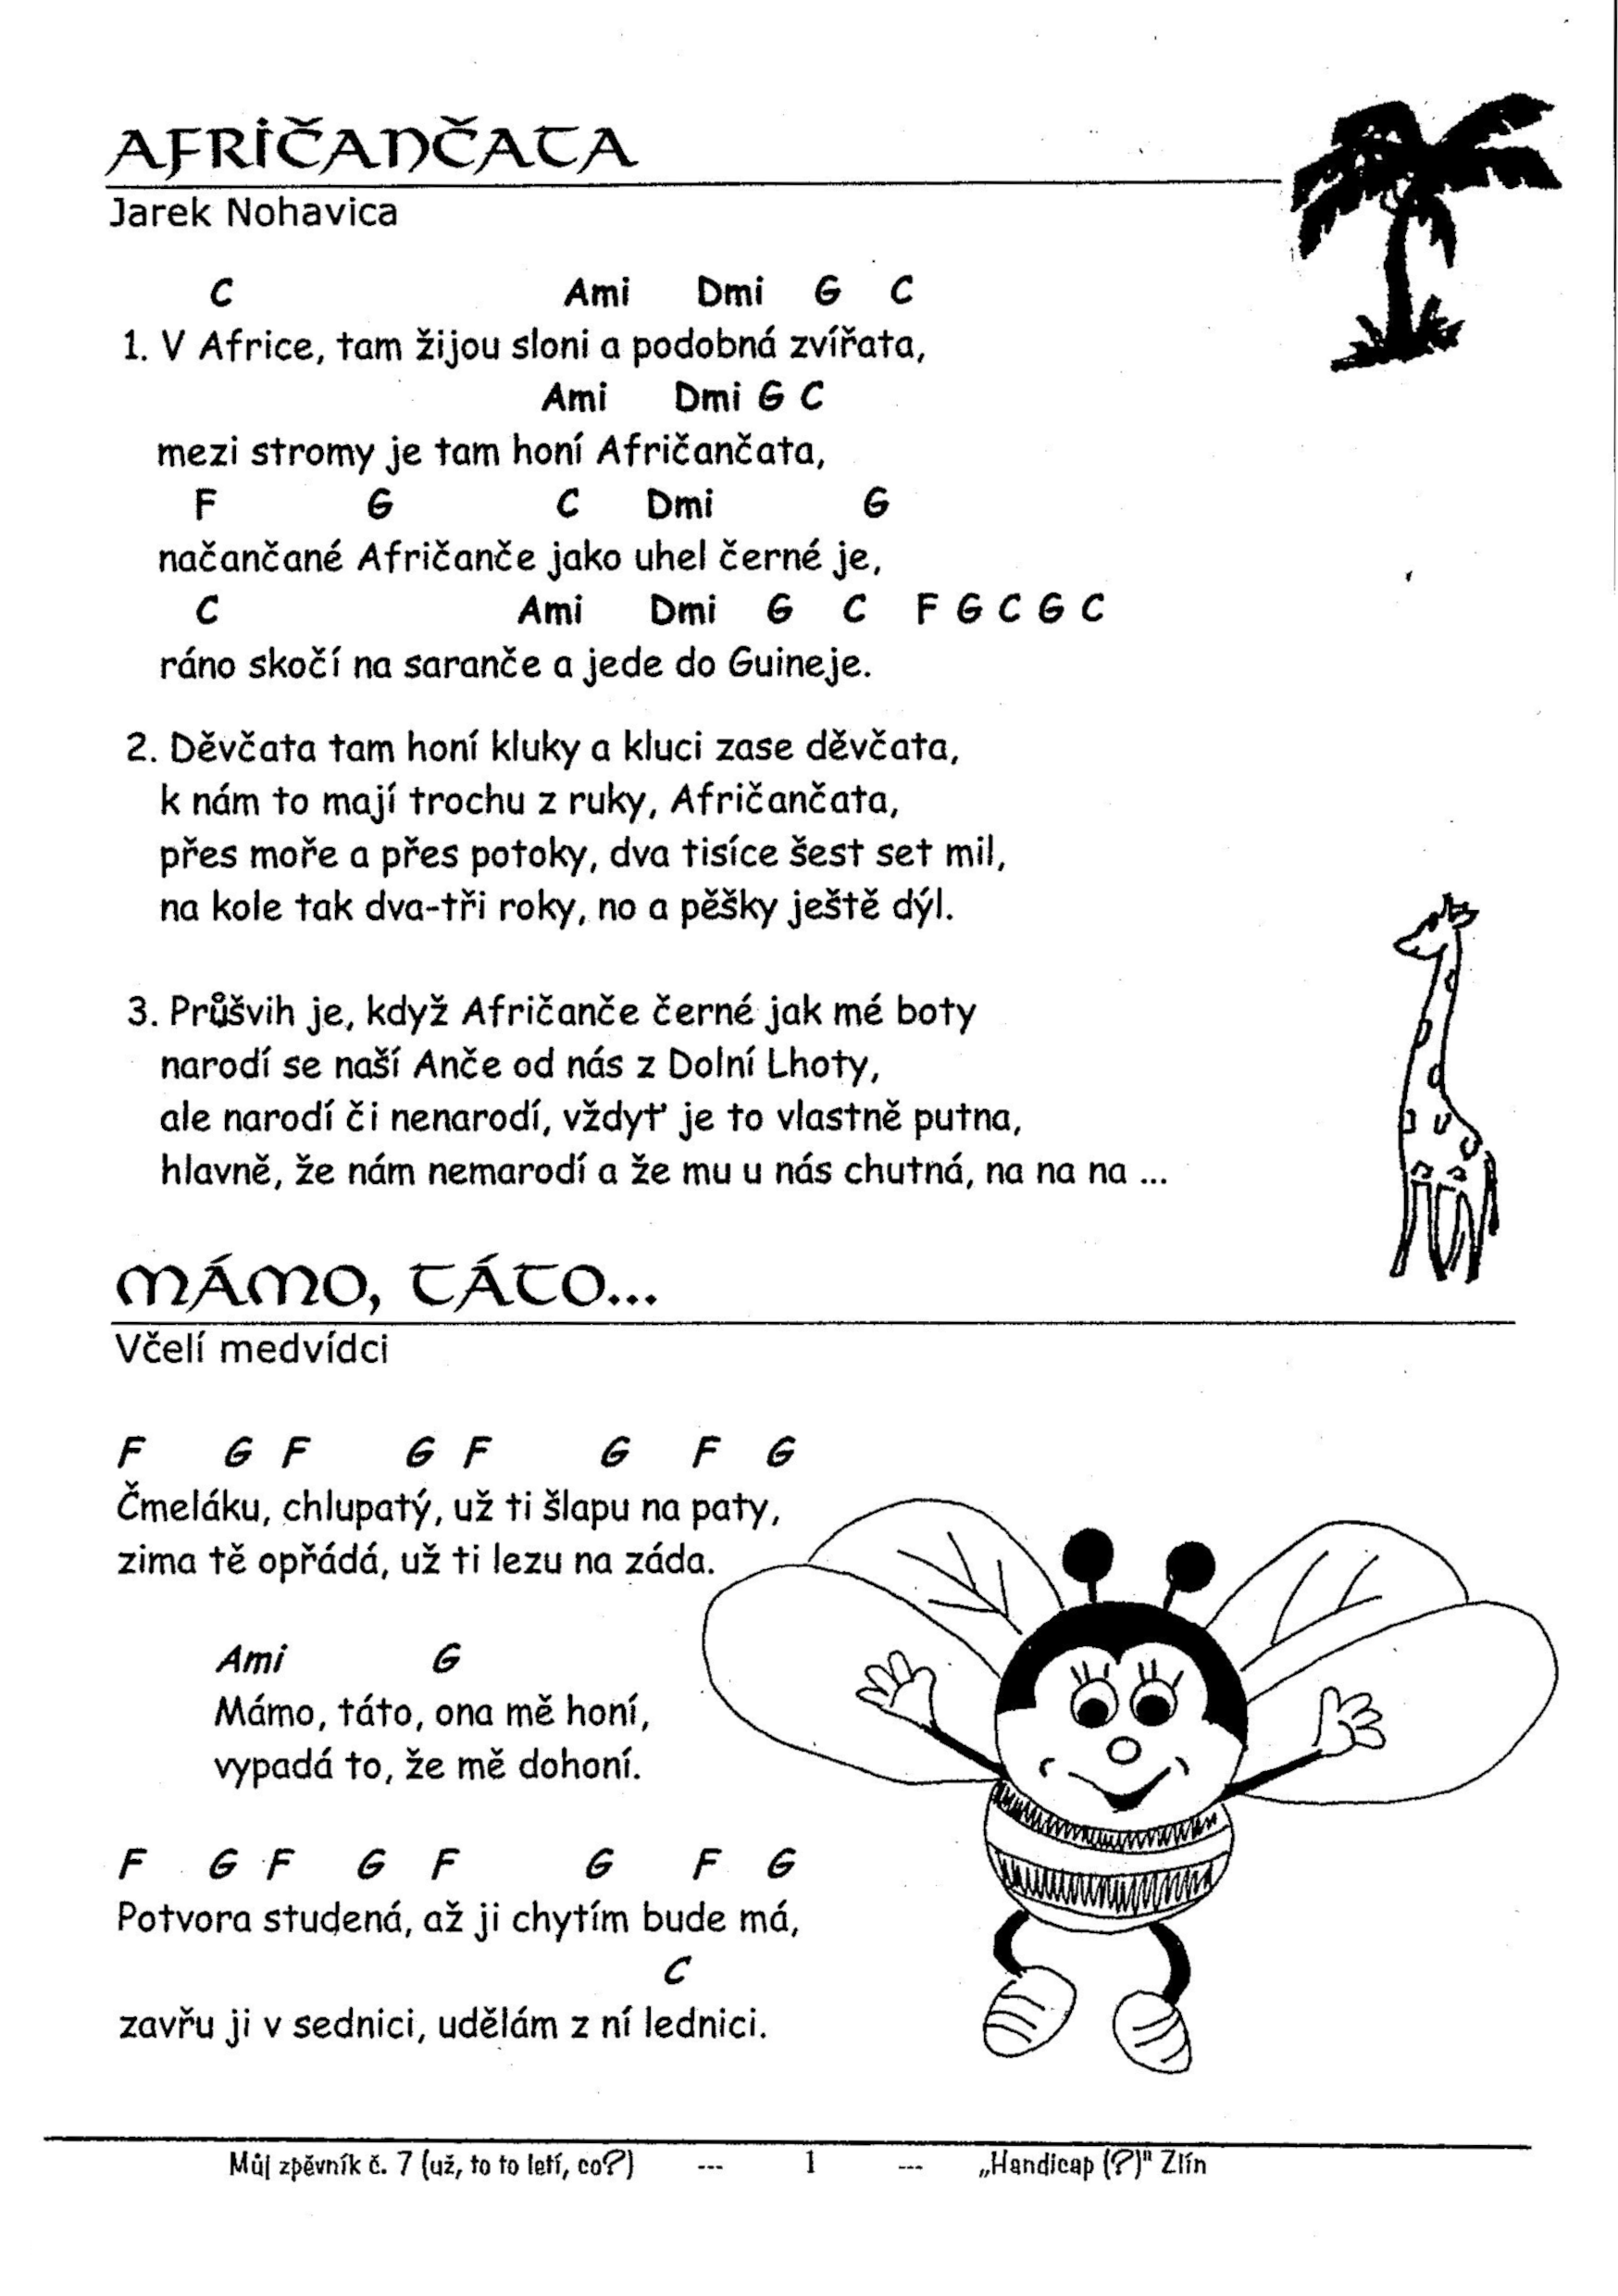 AFRIČANČATA
Jarek Nohavica
C Ami Dmi G C
1. V Africe, tam žijou sloni a podobná zvířata,
Ami Dmi G C
mezi stromy je tam honí Afričančata,
F G C Dmi G
načančané Afričanče jako uhel černé je,
C Ami Dmi G C F G C G C
ráno skočí na saranče a jede do Guineje.
2. Děvčata tam honí kluky a kluci zase děvčata,
k nám to mají trochu z ruky, Afričančata,
přes moře a přes potoky, dva tisíce šest set mil,
na kole tak dva-tři roky, no a pěšky ještě dýl.
3. Průšvih je, když Afričanče černé jak mé boty
narodí se naší Anče od nás z Dolní Lhoty,
ale narodí či nenarodí, vždyť je to vlastně putna,
hlavně, že nám nemarodí a že mu u nás chutná, na na na ...
MÁMO, TÁTO...
Včelí medvídci
F G F G F G F G
Čmeláku, chlupatý, už ti šlapu na paty,
zima tě opřádá, už ti lezu na záda.
Ami G
Mámo, táto, ona mě honí,
vypadá to, že mě dohoní.
F G F G F G F G
Potvora studená, až ji chytím bude má,
C
zavřu ji v sednici, udělám z ní lednici.
Můj zpěvník č. 7 (už, to to letí, co?) --- 1 --- „Handicap (?)" Zlín